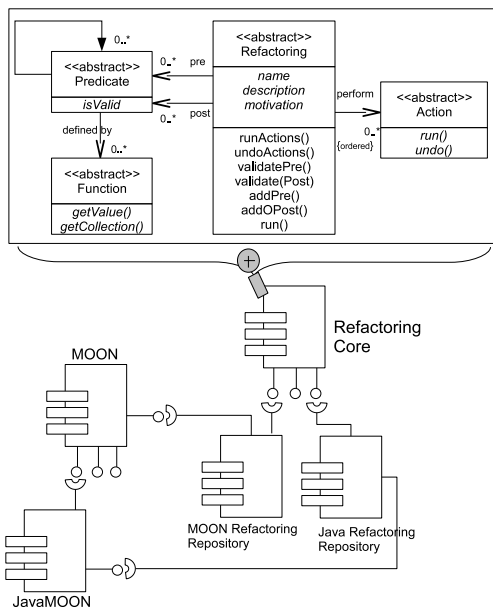 0..*
<<abstract>>
Predicate
isValid
0..*
pre
0..*
post
<<abstract>>
Refactoring
name
description
motivation
runActions()
undoActions()
validatePre()
validate(Post)
addPre()
addOPost()
run()
perform
0..*
{ordered}
<<abstract>>
Action
run()
undo()
defined by
0..*
<<abstract>>
Function
getValue()
getCollection()
Refactoring
Core
MOON
MOON Refactoring
Repository
Java Refactoring
Repository
JavaMOON